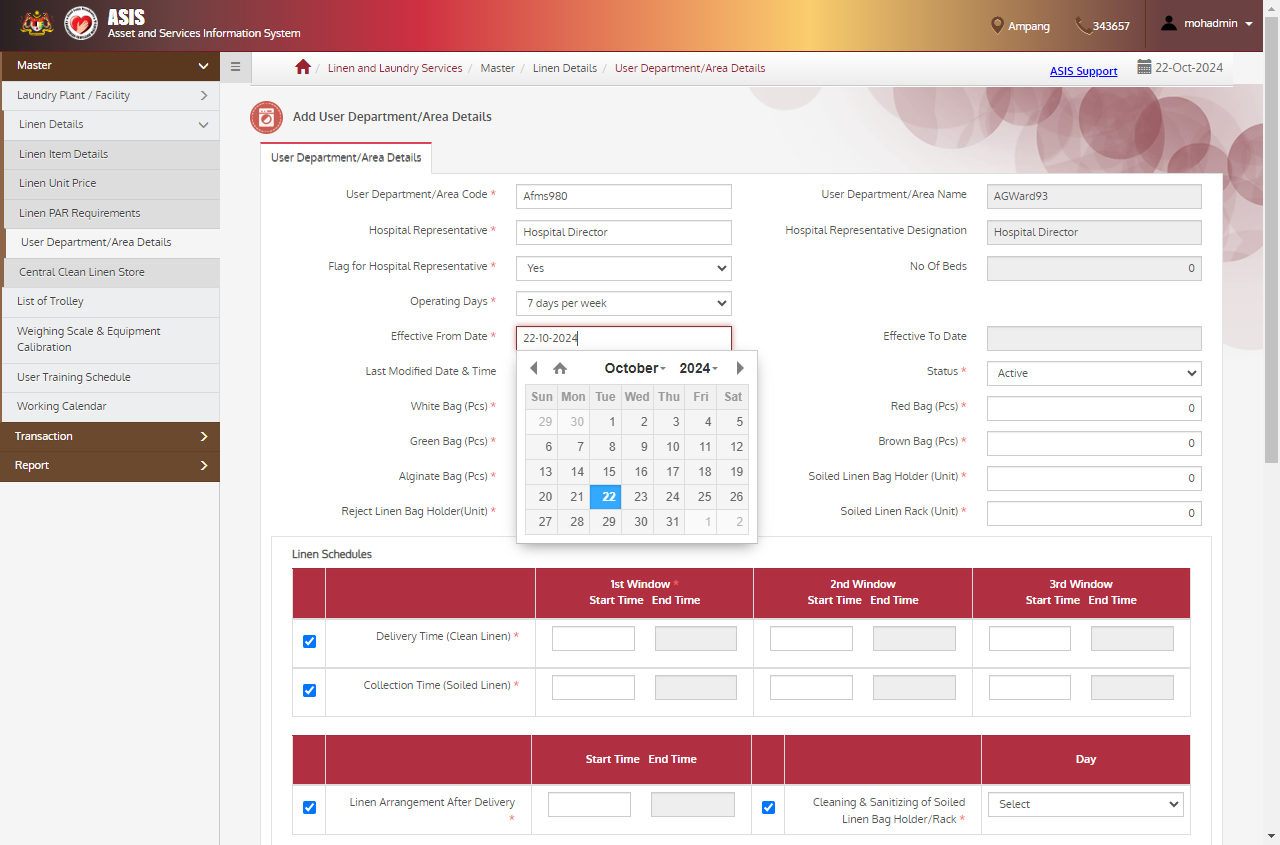 ASIS
Asset and Services Information System
Ampang
343657
mohadmin
Master
Laundry Plant / Facility
Linen Details
Linen Item Details
Linen Unit Price
Linen PAR Requirements
User Department/Area Details
Central Clean Linen Store
List of Trolley
Weighing Scale & Equipment
Calibration
User Training Schedule
Working Calendar
Transaction
Report
/ Linen and Laundry Services / Master / Linen Details / User Department/Area Details
ASIS Support
22-Oct-2024
Add User Department/Area Details
User Department/Area Details
User Department/Area Code * Afms980
User Department/Area Name AGWard93
Hospital Representative * Hospital Director
Hospital Representative Designation Hospital Director
Flag for Hospital Representative * Yes
No Of Beds 0
Operating Days * 7 days per week
Effective From Date * 22-10-2024
Effective To Date
Last Modified Date & Time
Status * Active
White Bag (Pcs) *
Red Bag (Pcs) * 0
Green Bag (Pcs) *
Brown Bag (Pcs) * 0
Alginate Bag (Pcs) *
Soiled Linen Bag Holder (Unit) * 0
Reject Linen Bag Holder(Unit) *
Soiled Linen Rack (Unit) * 0
October 2024
Sun Mon Tue Wed Thu Fri Sat
29 30 1 2 3 4 5
6 7 8 9 10 11 12
13 14 15 16 17 18 19
20 21 22 23 24 25 26
27 28 29 30 31 1 2
Linen Schedules
1st Window * 2nd Window 3rd Window
Start Time End Time Start Time End Time Start Time End Time
Delivery Time (Clean Linen) *
Collection Time (Soiled Linen) *
Start Time End Time Day
Linen Arrangement After Delivery
*
Cleaning & Sanitizing of Soiled
Linen Bag Holder/Rack *
Select